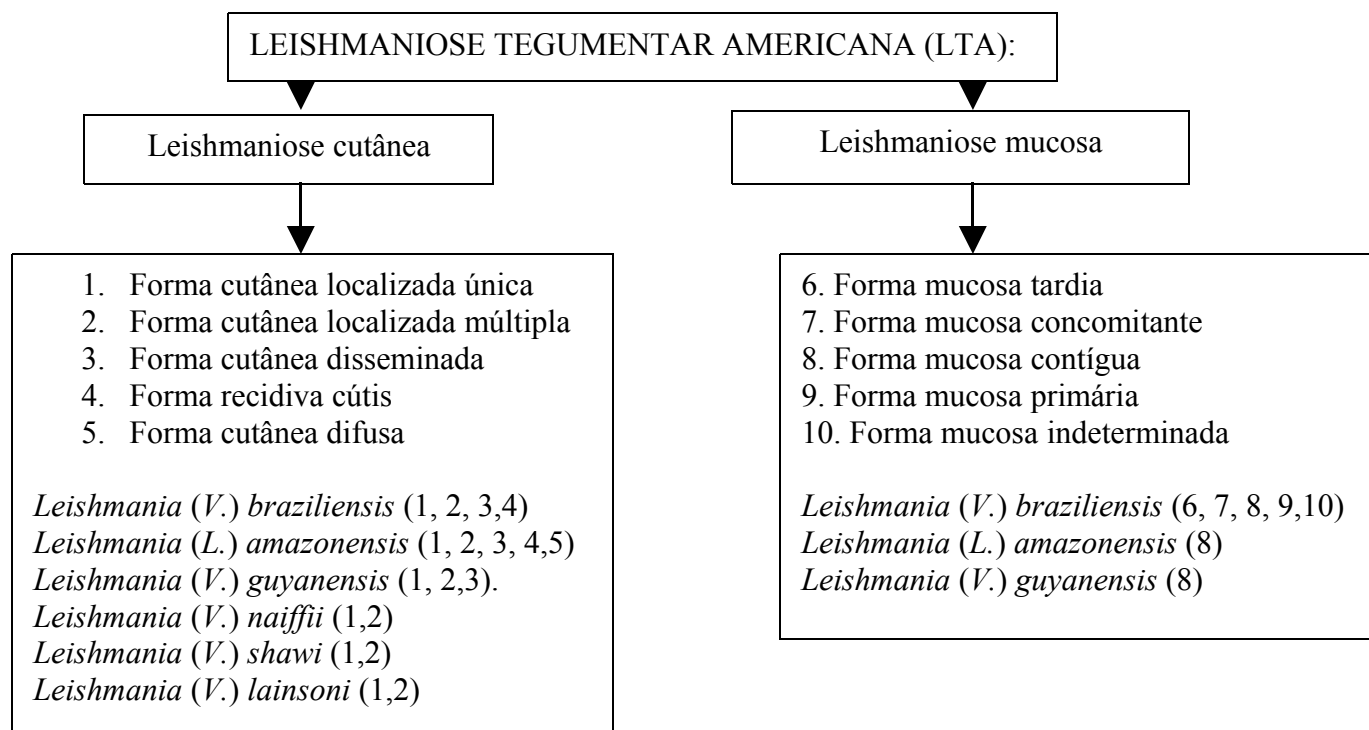 LEISHMANIOSE TEGUMENTAR AMERICANA (LTA):
Leishmaniose cutânea
Leishmaniose mucosa
1. Forma cutânea localizada única
2. Forma cutânea localizada múltipla
3. Forma cutânea disseminada
4. Forma recidiva cútis
5. Forma cutânea difusa
Leishmania (V.) braziliensis (1, 2, 3,4)
Leishmania (L.) amazonensis (1, 2, 3, 4,5)
Leishmania (V.) guyanensis (1, 2,3).
Leishmania (V.) naiffii (1,2)
Leishmania (V.) shawi (1,2)
Leishmania (V.) lainsoni (1,2)
6. Forma mucosa tardia
7. Forma mucosa concomitante
8. Forma mucosa contígua
9. Forma mucosa primária
10. Forma mucosa indeterminada
Leishmania (V.) braziliensis (6, 7, 8, 9,10)
Leishmania (L.) amazonensis (8)
Leishmania (V.) guyanensis (8)